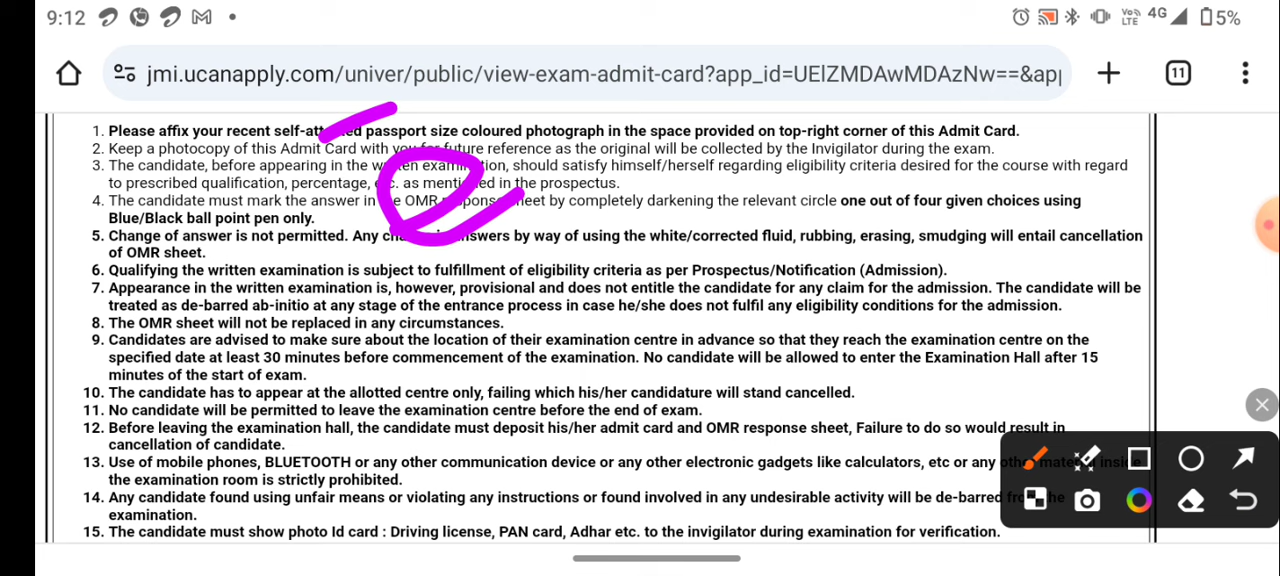 9:12 VoLTE 4G 5%
jmi.ucanapply.com/univer/public/view-exam-admit-card?app_id=UElZMDAwMDAzNw==&ap 11
1. Please affix your recent self-attested passport size coloured photograph in the space provided on top-right corner of this Admit Card.
2. Keep a photocopy of this Admit Card with you for future reference as the original will be collected by the Invigilator during the exam.
3. The candidate, before appearing in the written examination, should satisfy himself/herself regarding eligibility criteria desired for the course with regard
to prescribed qualification, percentage, etc. as mentioned in the prospectus.
4. The candidate must mark the answer in the OMR response sheet by completely darkening the relevant circle one out of four given choices using
Blue/Black ball point pen only.
5. Change of answer is not permitted. Any change in answers by way of using the white/corrected fluid, rubbing, erasing, smudging will entail cancellation
of OMR sheet.
6. Qualifying the written examination is subject to fulfillment of eligibility criteria as per Prospectus/Notification (Admission).
7. Appearance in the written examination is, however, provisional and does not entitle the candidate for any claim for the admission. The candidate will be
treated as de-barred ab-initio at any stage of the entrance process in case he/she does not fulfil any eligibility conditions for the admission.
8. The OMR sheet will not be replaced in any circumstances.
9. Candidates are advised to make sure about the location of their examination centre in advance so that they reach the examination centre on the
specified date at least 30 minutes before commencement of the examination. No candidate will be allowed to enter the Examination Hall after 15
minutes of the start of exam.
10. The candidate has to appear at the allotted centre only, failing which his/her candidature will stand cancelled.
11. No candidate will be permitted to leave the examination centre before the end of exam.
12. Before leaving the examination hall, the candidate must deposit his/her admit card and OMR response sheet, Failure to do so would result in
cancellation of candidate.
13. Use of mobile phones, BLUETOOTH or any other communication device or any other electronic gadgets like calculators, etc or any other material inside
the examination room is strictly prohibited.
14. Any candidate found using unfair means or violating any instructions or found involved in any undesirable activity will be de-barred from the
examination.
15. The candidate must show photo Id card : Driving license, PAN card, Adhar etc. to the invigilator during examination for verification.